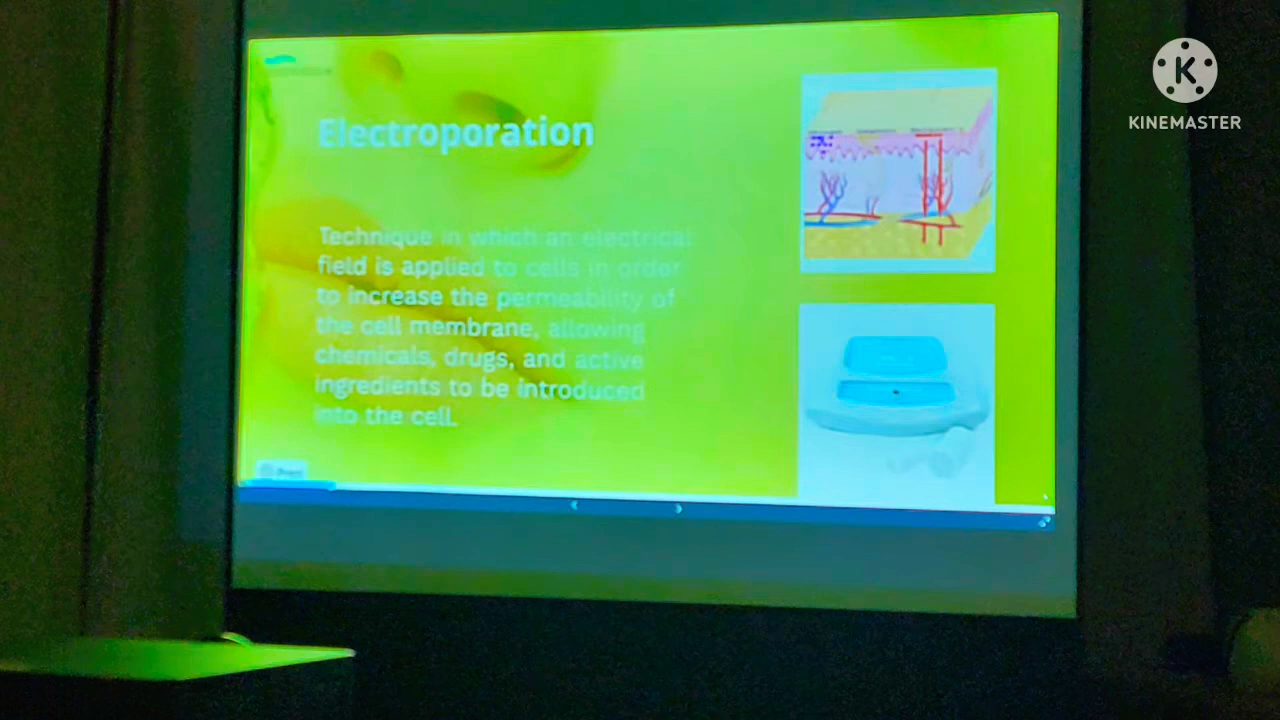 Electroporation
Technique in which an electrical
field is applied to cells in order
to increase the permeability of
the cell membrane, allowing
chemicals, drugs, and active
ingredients to be introduced
into the cell.
K
KINEMASTER